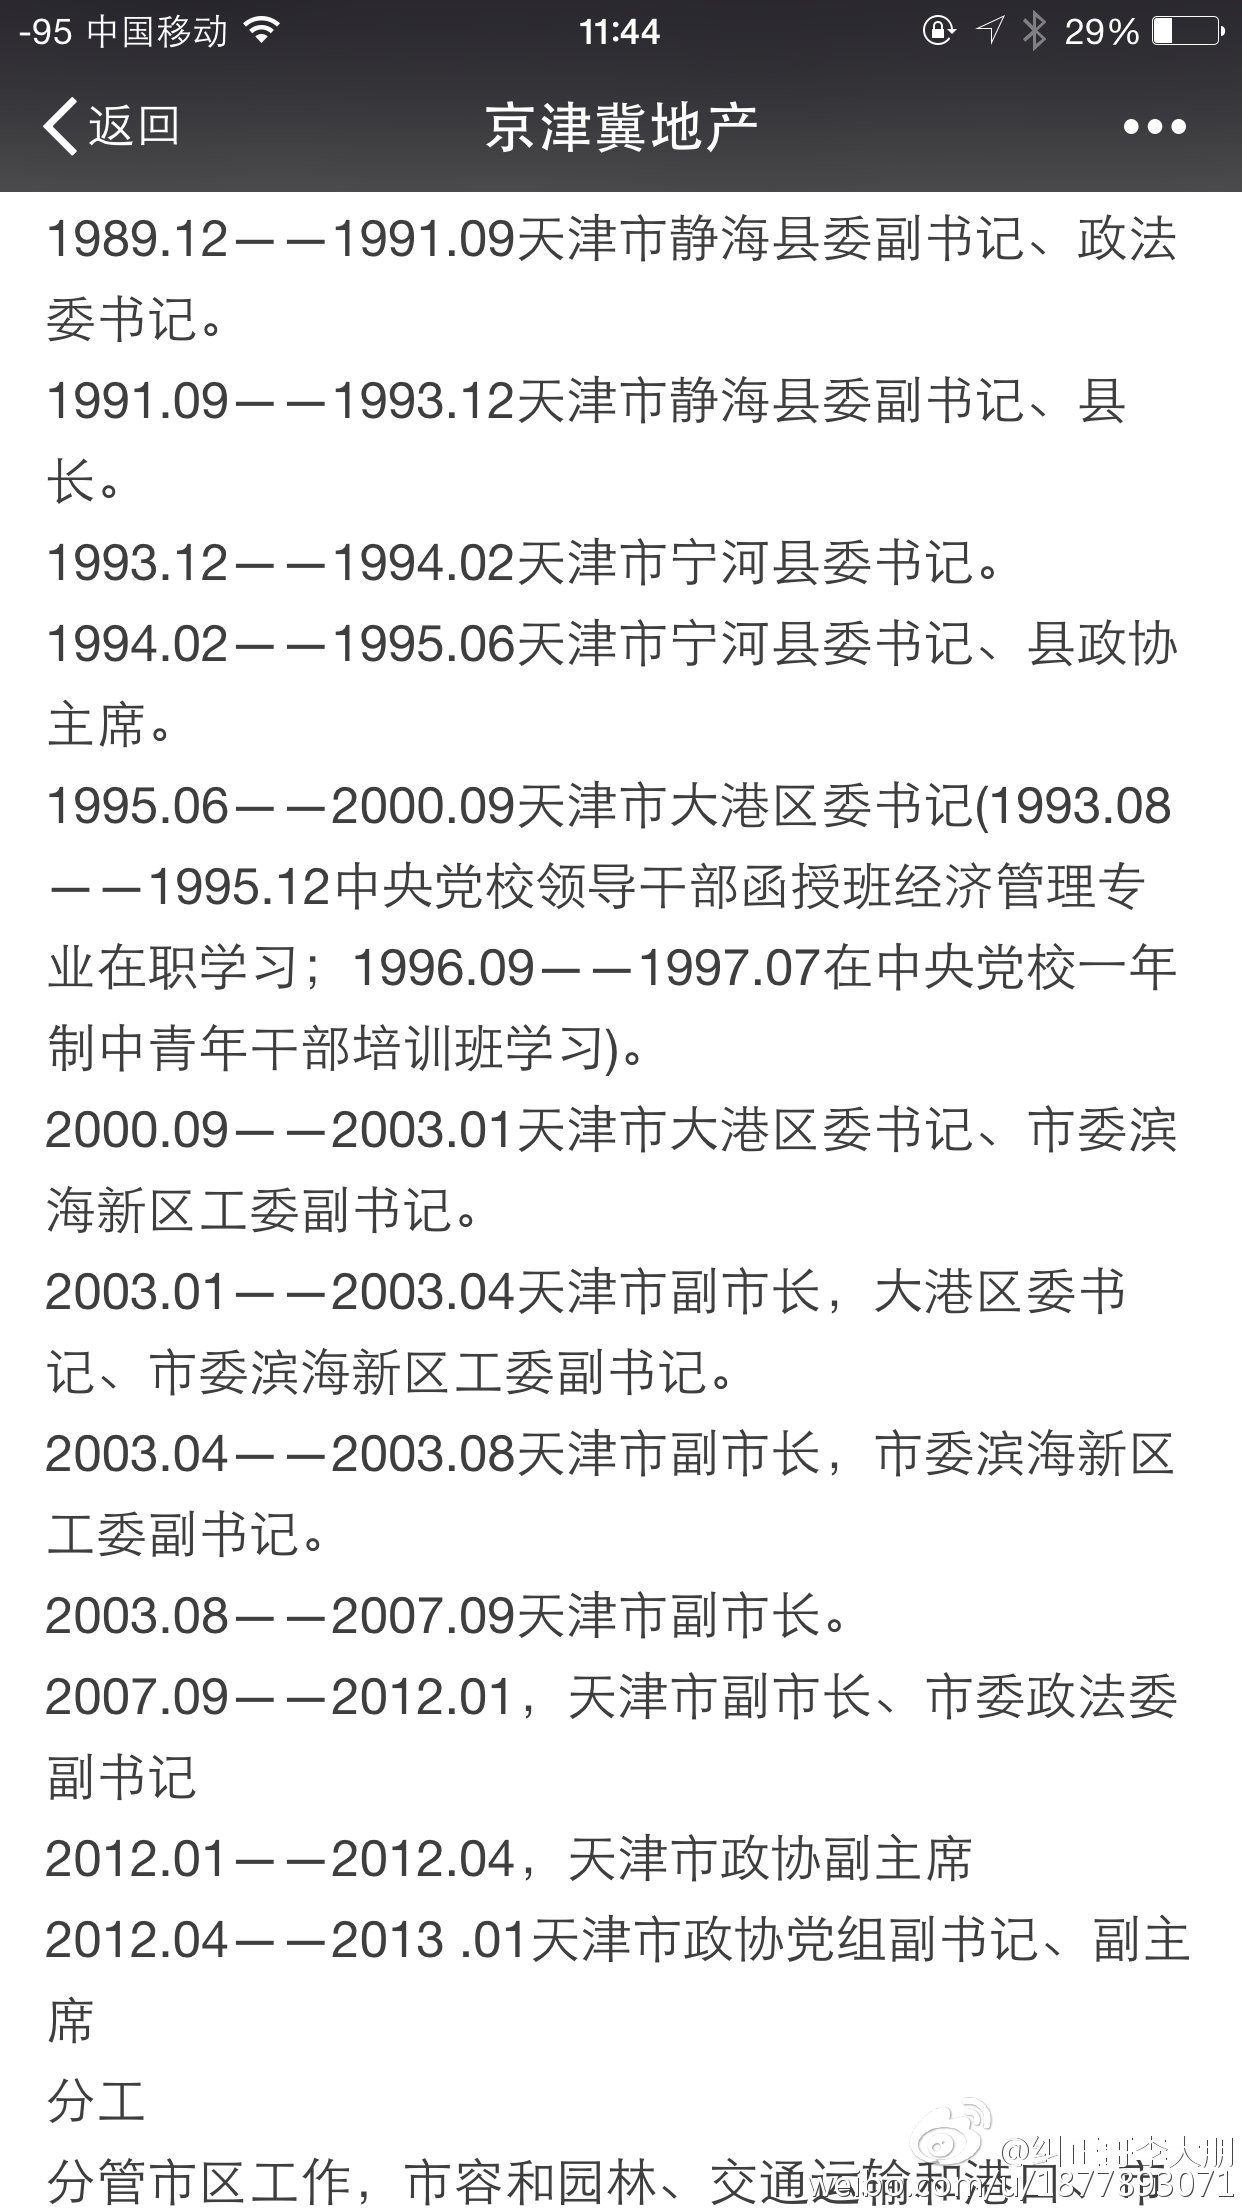 -95 中国移动 11:44 29%
返回 京津冀地产
1989.12——1991.09天津市静海县委副书记、政法
委书记。
1991.09——1993.12天津市静海县委副书记、县
长。
1993.12——1994.02天津市宁河县委书记。
1994.02——1995.06天津市宁河县委书记、县政协
主席。
1995.06——2000.09天津市大港区委书记(1993.08
——1995.12中央党校领导干部函授班经济管理专
业在职学习；1996.09——1997.07在中央党校一年
制中青年干部培训班学习)。
2000.09——2003.01天津市大港区委书记、市委滨
海新区工委副书记。
2003.01——2003.04天津市副市长，大港区委书
记、市委滨海新区工委副书记。
2003.04——2003.08天津市副市长，市委滨海新区
工委副书记。
2003.08——2007.09天津市副市长。
2007.09——2012.01，天津市副市长、市委政法委
副书记
2012.01——2012.04，天津市政协副主席
2012.04——2013 .01天津市政协党组副书记、副主
席
分工
分管市区工作，市容和园林、交通运输和港口、市
@纠正哥李大朋
weibo.com/u/1877893071